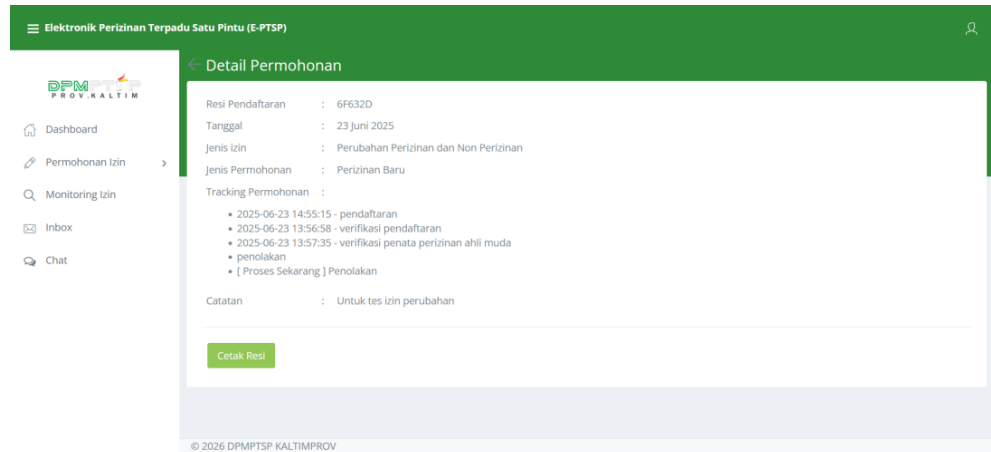 Elektronik Perizinan Terpadu Satu Pintu (E-PTSP)
Detail Permohonan
DPMPTSP
PROV.KALTIM
Dashboard
Permohonan Izin
Monitoring Izin
Inbox
Chat
Resi Pendaftaran : 6F632D
Tanggal : 23 Juni 2025
Jenis izin : Perubahan Perizinan dan Non Perizinan
Jenis Permohonan : Perizinan Baru
Tracking Permohonan :
• 2025-06-23 14:55:15 - pendaftaran
• 2025-06-23 13:56:58 - verifikasi pendaftaran
• 2025-06-23 13:57:35 - verifikasi penata perizinan ahli muda
• penolakan
• [ Proses Sekarang ] Penolakan
Catatan : Untuk tes izin perubahan
Cetak Resi
© 2026 DPMPTSP KALTIMPROV